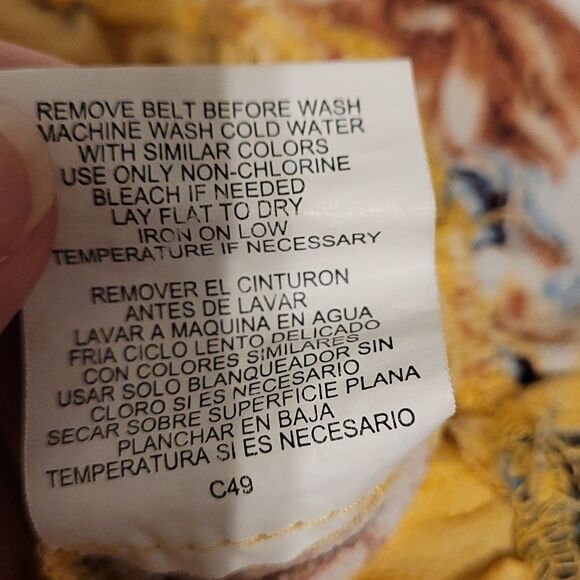 REMOVE BELT BEFORE WASH
MACHINE WASH COLD WATER
WITH SIMILAR COLORS
USE ONLY NON-CHLORINE
BLEACH IF NEEDED
LAY FLAT TO DRY
IRON ON LOW
TEMPERATURE IF NECESSARY
REMOVER EL CINTURON
ANTES DE LAVAR
LAVAR A MAQUINA EN AGUA
FRIA CICLO LENTO DELICADO
CON COLORES SIMILARES
USAR SOLO BLANQUEADOR SIN
CLORO SI ES NECESARIO
SECAR SOBRE SUPERFICIE PLANA
PLANCHAR EN BAJA
TEMPERATURA SI ES NECESARIO
C49